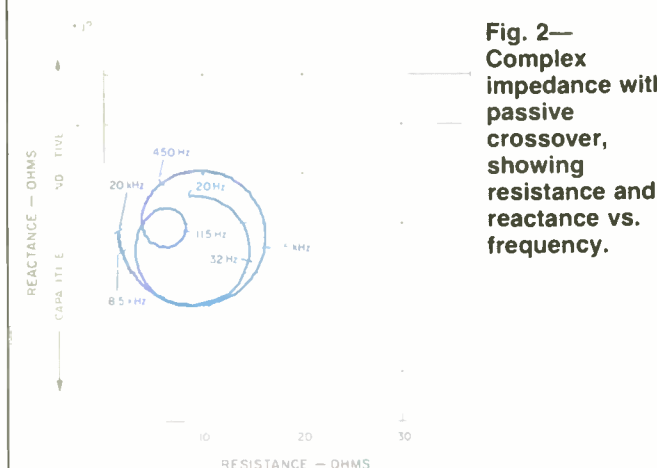 Fig. 2—
Complex
impedance with
passive
crossover,
showing
resistance and
reactance vs.
frequency.
REACTANCE — OHMS
450 Hz
20 kHz
20 Hz
115 Hz
kHz
32 Hz
8.5 kHz
10
20
30
RESISTANCE — OHMS